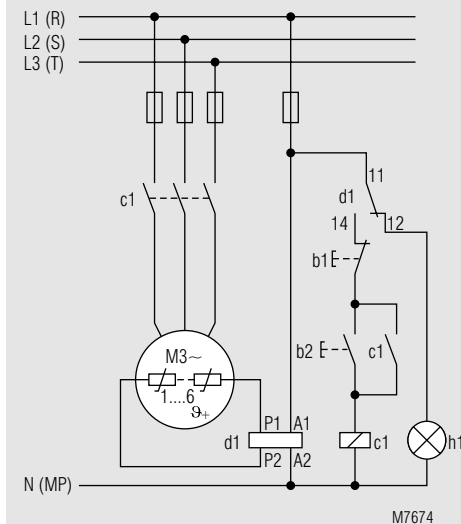 L1 (R)
L2 (S)
L3 (T)
11
d1
c1
14
12
b1
M3~
b2
c1
1....6
ϑ+
P1
A1
d1
c1
h1
P2
A2
N (MP)
M7674